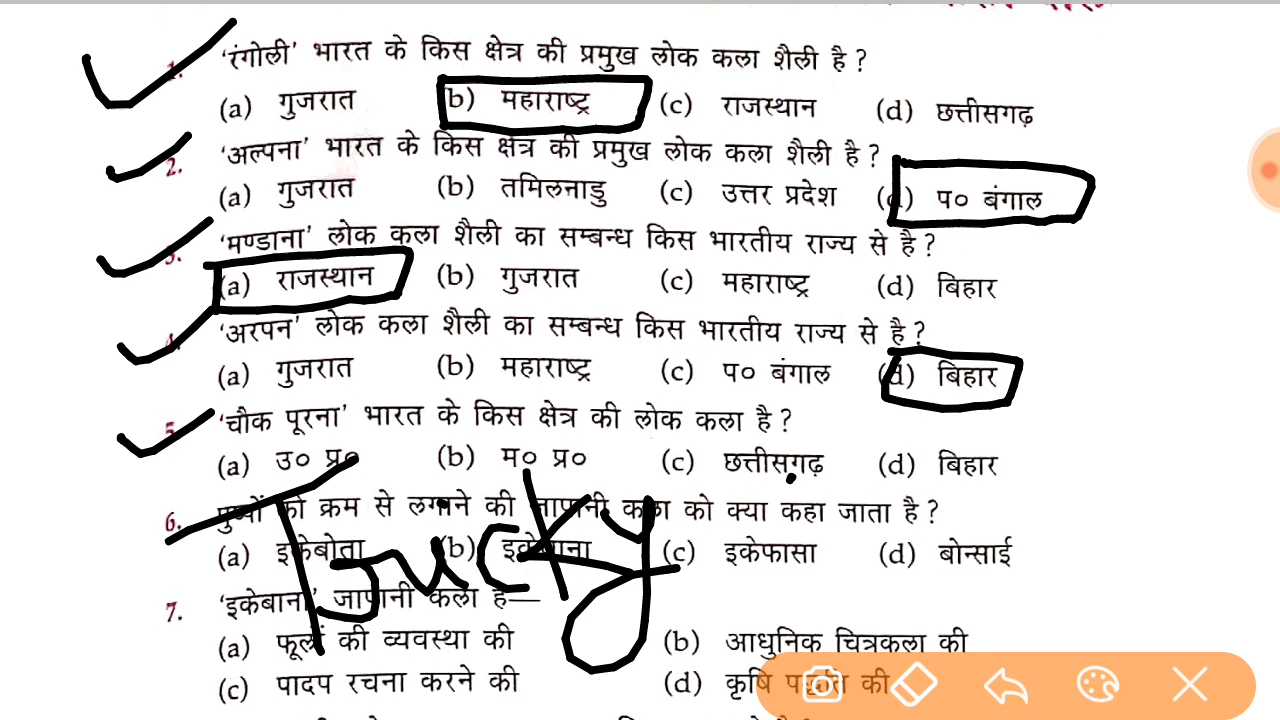 1. 'रंगोली' भारत के किस क्षेत्र की प्रमुख लोक कला शैली है ?
(a) गुजरात (b) महाराष्ट्र (c) राजस्थान (d) छत्तीसगढ़
2. 'अल्पना' भारत के किस क्षेत्र की प्रमुख लोक कला शैली है ?
(a) गुजरात (b) तमिलनाडु (c) उत्तर प्रदेश (d) प० बंगाल
3. 'मण्डाना' लोक कला शैली का सम्बन्ध किस भारतीय राज्य से है ?
(a) राजस्थान (b) गुजरात (c) महाराष्ट्र (d) बिहार
4. 'अरपन' लोक कला शैली का सम्बन्ध किस भारतीय राज्य से है ?
(a) गुजरात (b) महाराष्ट्र (c) प० बंगाल (d) बिहार
5. 'चौक पूरना' भारत के किस क्षेत्र की लोक कला है ?
(a) उ० प्र० (b) म० प्र० (c) छत्तीसगढ़ (d) बिहार
6. पुष्पों को क्रम से लगाने की जापानी कला को क्या कहा जाता है ?
(a) इकेबोता (b) इकेबाना (c) इकेफासा (d) बोन्साई
Trucky
7. 'इकेबाना' जापानी कला है—
(a) फूलों की व्यवस्था की (b) आधुनिक चित्रकला की
(c) पादप रचना करने की (d) कृषि पद्धति की